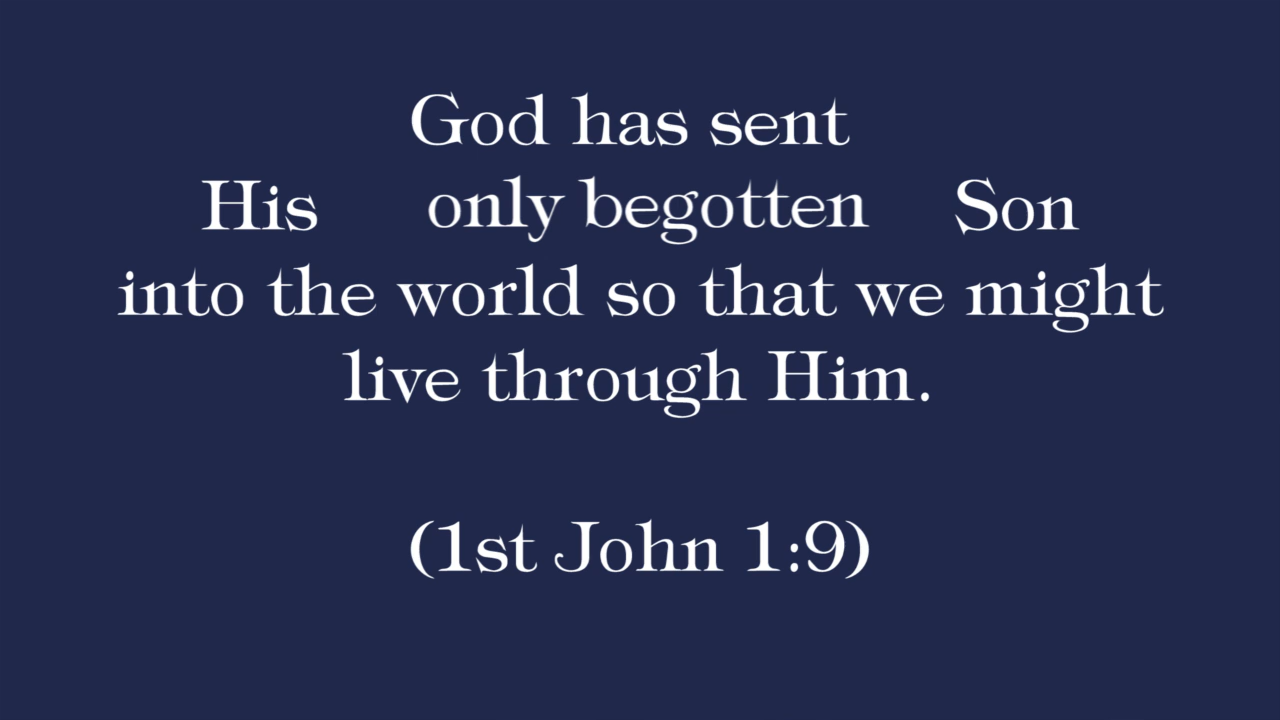 God has sent
His only begotten Son
into the world so that we might
live through Him.
(1st John 1:9)